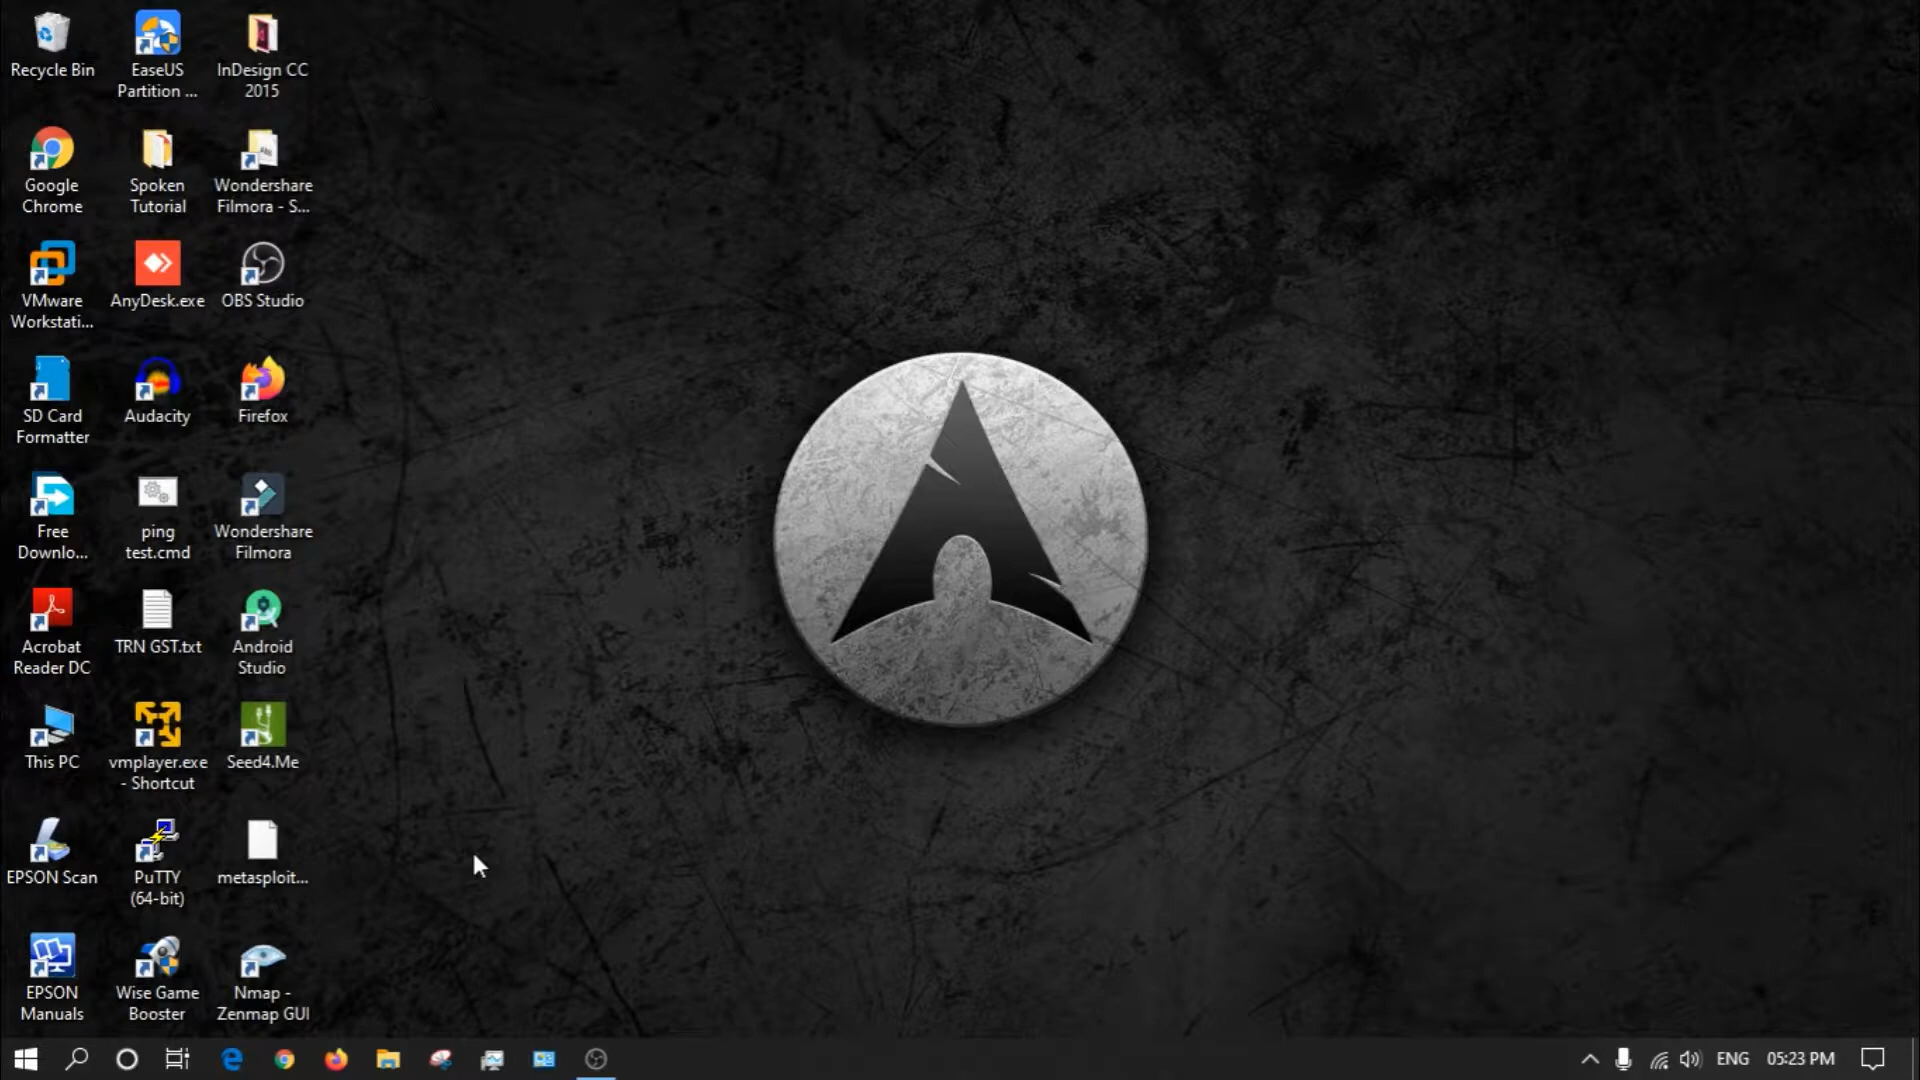 Recycle Bin
EaseUS
Partition ...
InDesign CC
2015
Google
Chrome
Spoken
Tutorial
Wondershare
Filmora - S...
VMware
Workstati...
AnyDesk.exe
OBS Studio
SD Card
Formatter
Audacity
Firefox
Free
Downlo...
ping
test.cmd
Wondershare
Filmora
Acrobat
Reader DC
TRN GST.txt
Android
Studio
This PC
vmplayer.exe
- Shortcut
Seed4.Me
EPSON Scan
PuTTY
(64-bit)
metasploit...
EPSON
Manuals
Wise Game
Booster
Nmap -
Zenmap GUI
ENG
05:23 PM